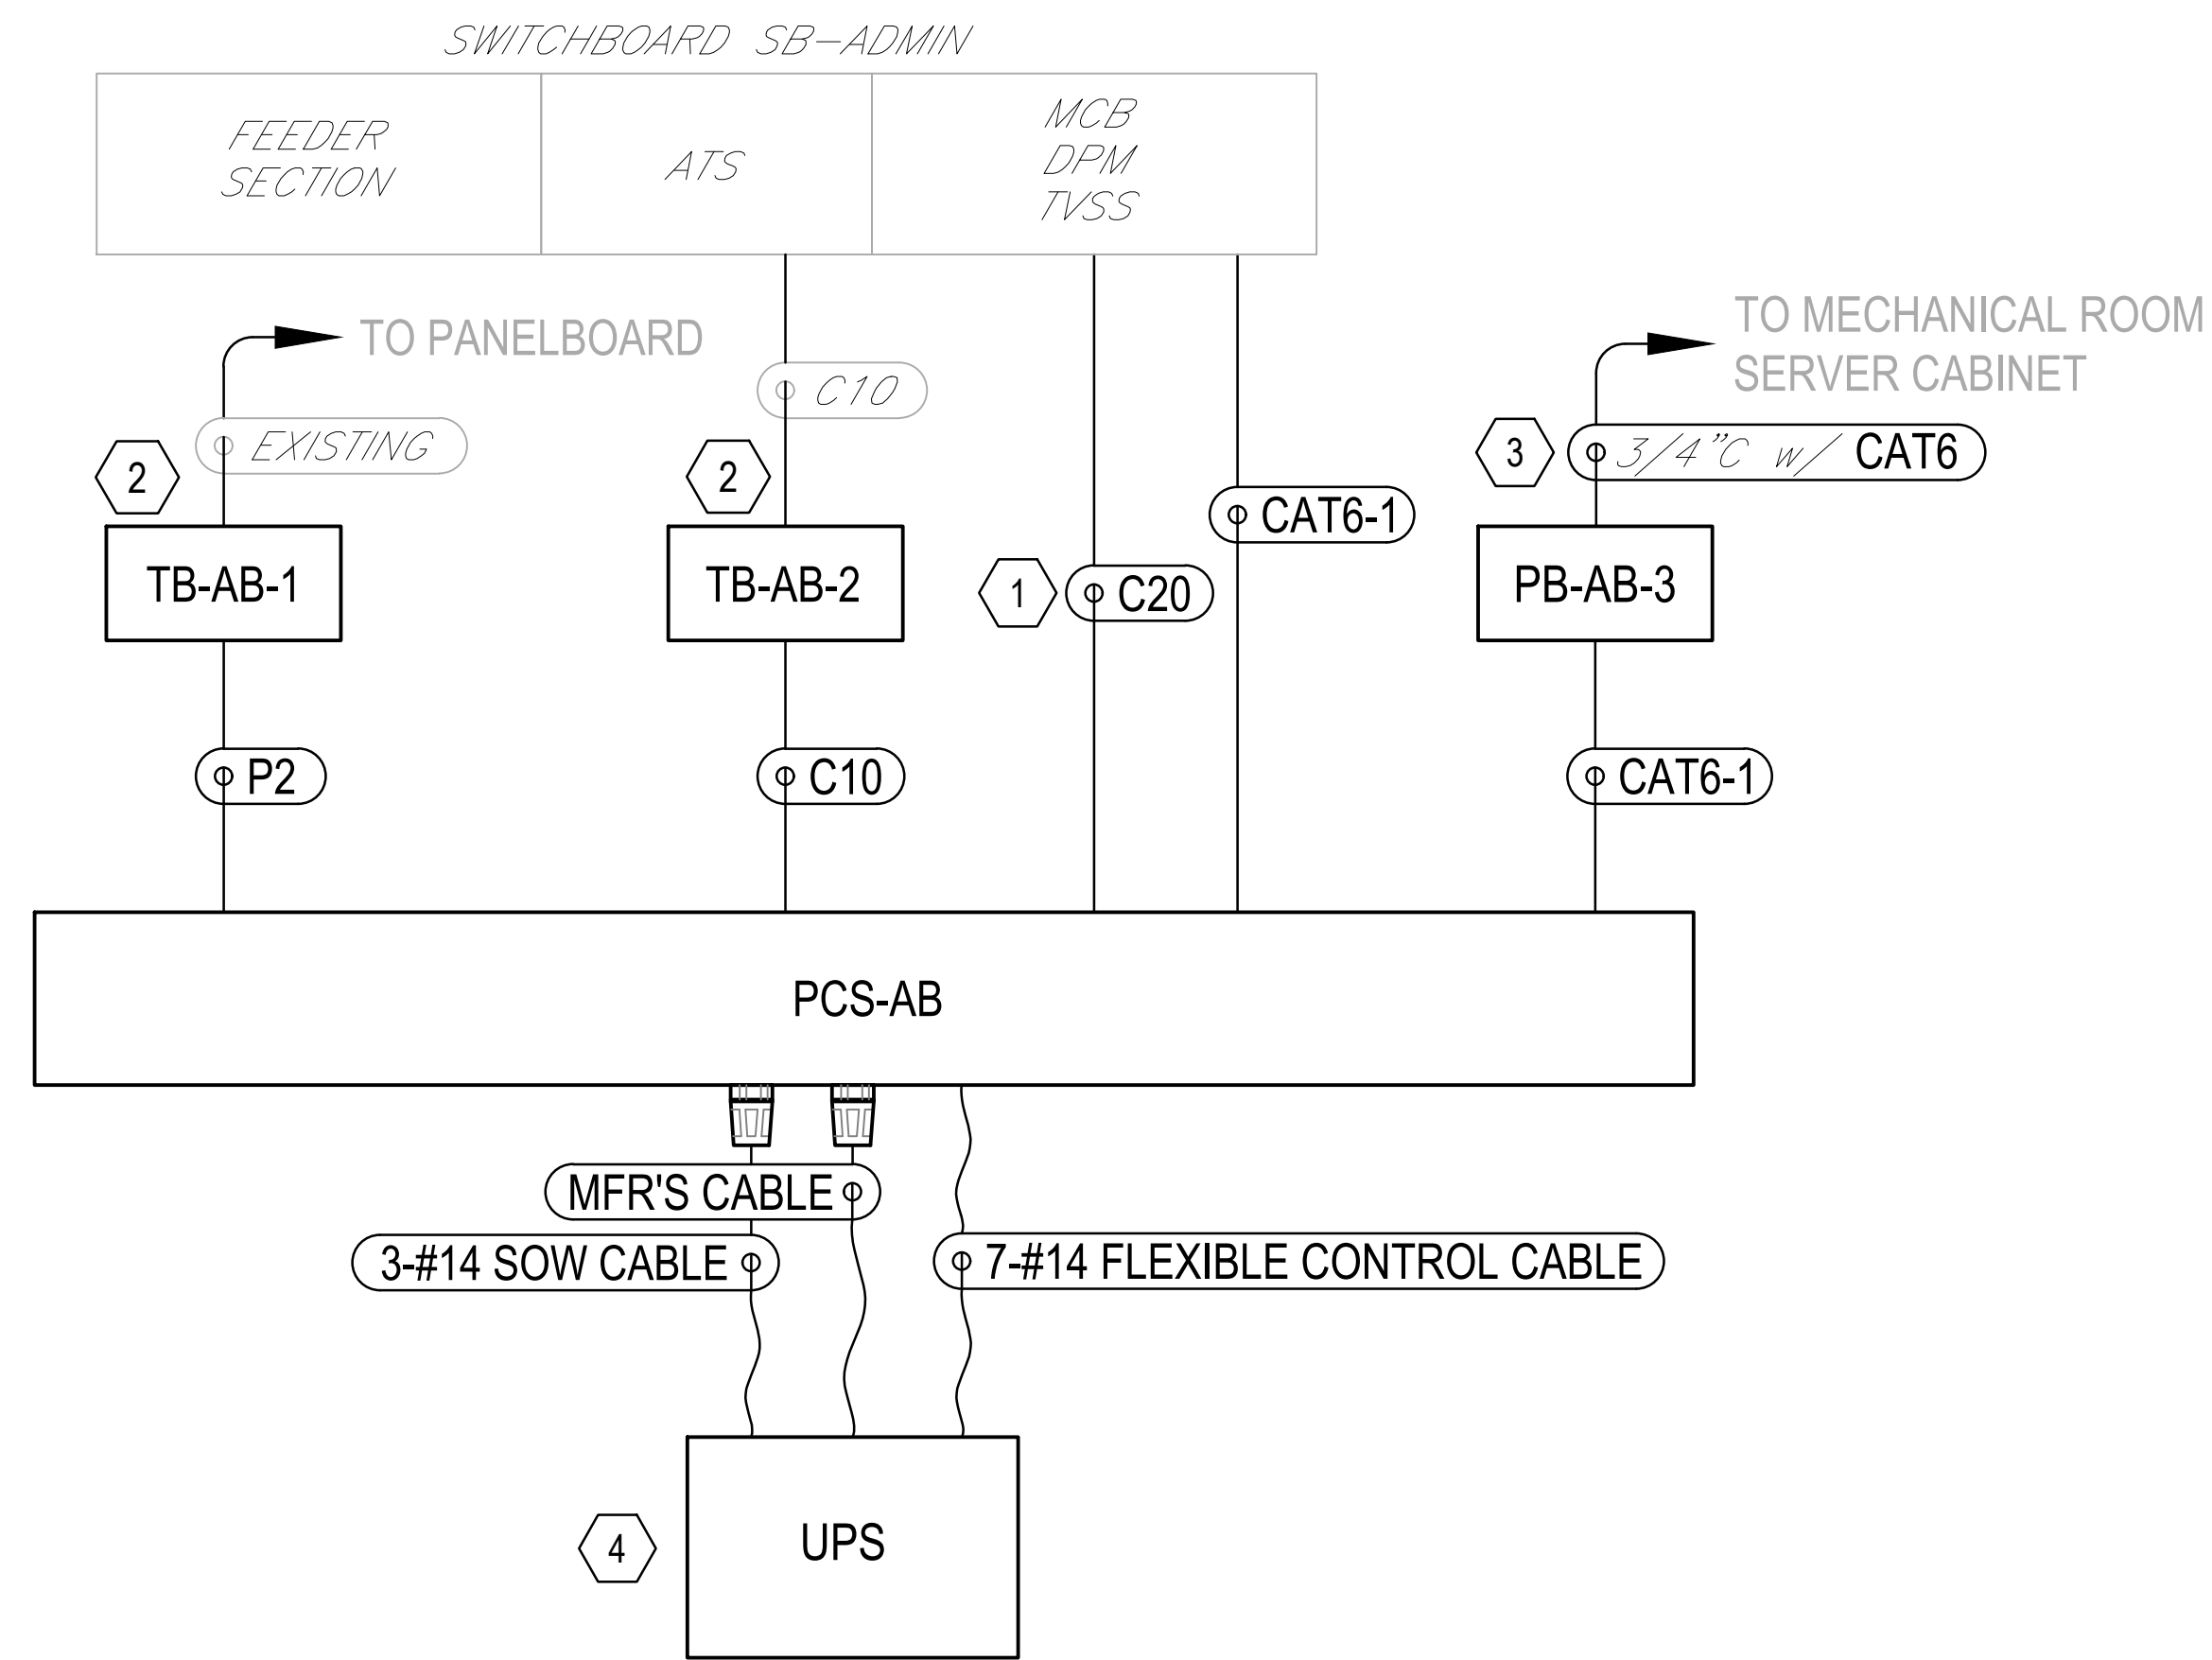 SWITCHBOARD SB-ADMIN
FEEDER
SECTION
ATS
MCB
DPM
TVSS
TO PANELBOARD
TO MECHANICAL ROOM
SERVER CABINET
C10
EXISTING
3/4"C w/ CAT6
2
2
3
CAT6-1
TB-AB-1
TB-AB-2
1
C20
PB-AB-3
P2
C10
CAT6-1
PCS-AB
MFR'S CABLE
3-#14 SOW CABLE
7-#14 FLEXIBLE CONTROL CABLE
UPS
4